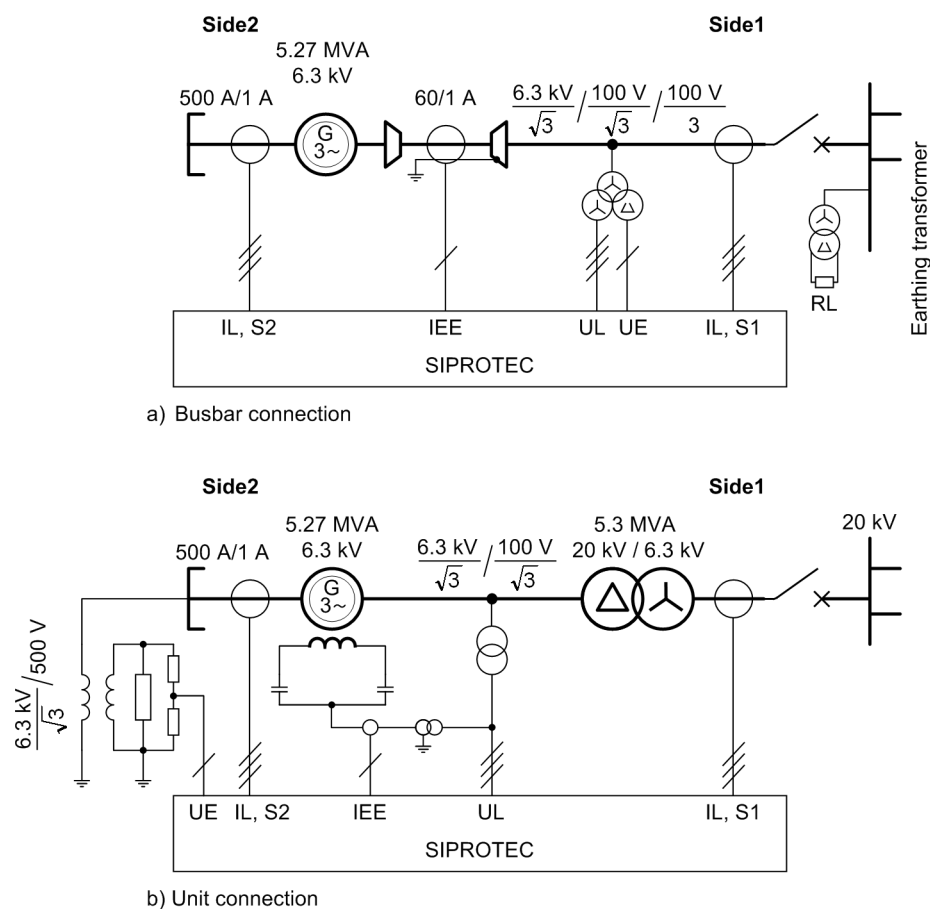 Side2
Side1
5.27 MVA
6.3 kV
500 A/1 A
60/1 A
6.3 kV/√3 / 100 V/√3 / 100 V/3
G
3~
RL
Earthing transformer
IL, S2
IEE
UL
UE
IL, S1
SIPROTEC
a) Busbar connection
Side2
Side1
5.27 MVA
6.3 kV
500 A/1 A
6.3 kV/√3 / 100 V/√3
5.3 MVA
20 kV / 6.3 kV
20 kV
G
3~
6.3 kV/√3 / 500 V
UE
IL, S2
IEE
UL
IL, S1
SIPROTEC
b) Unit connection